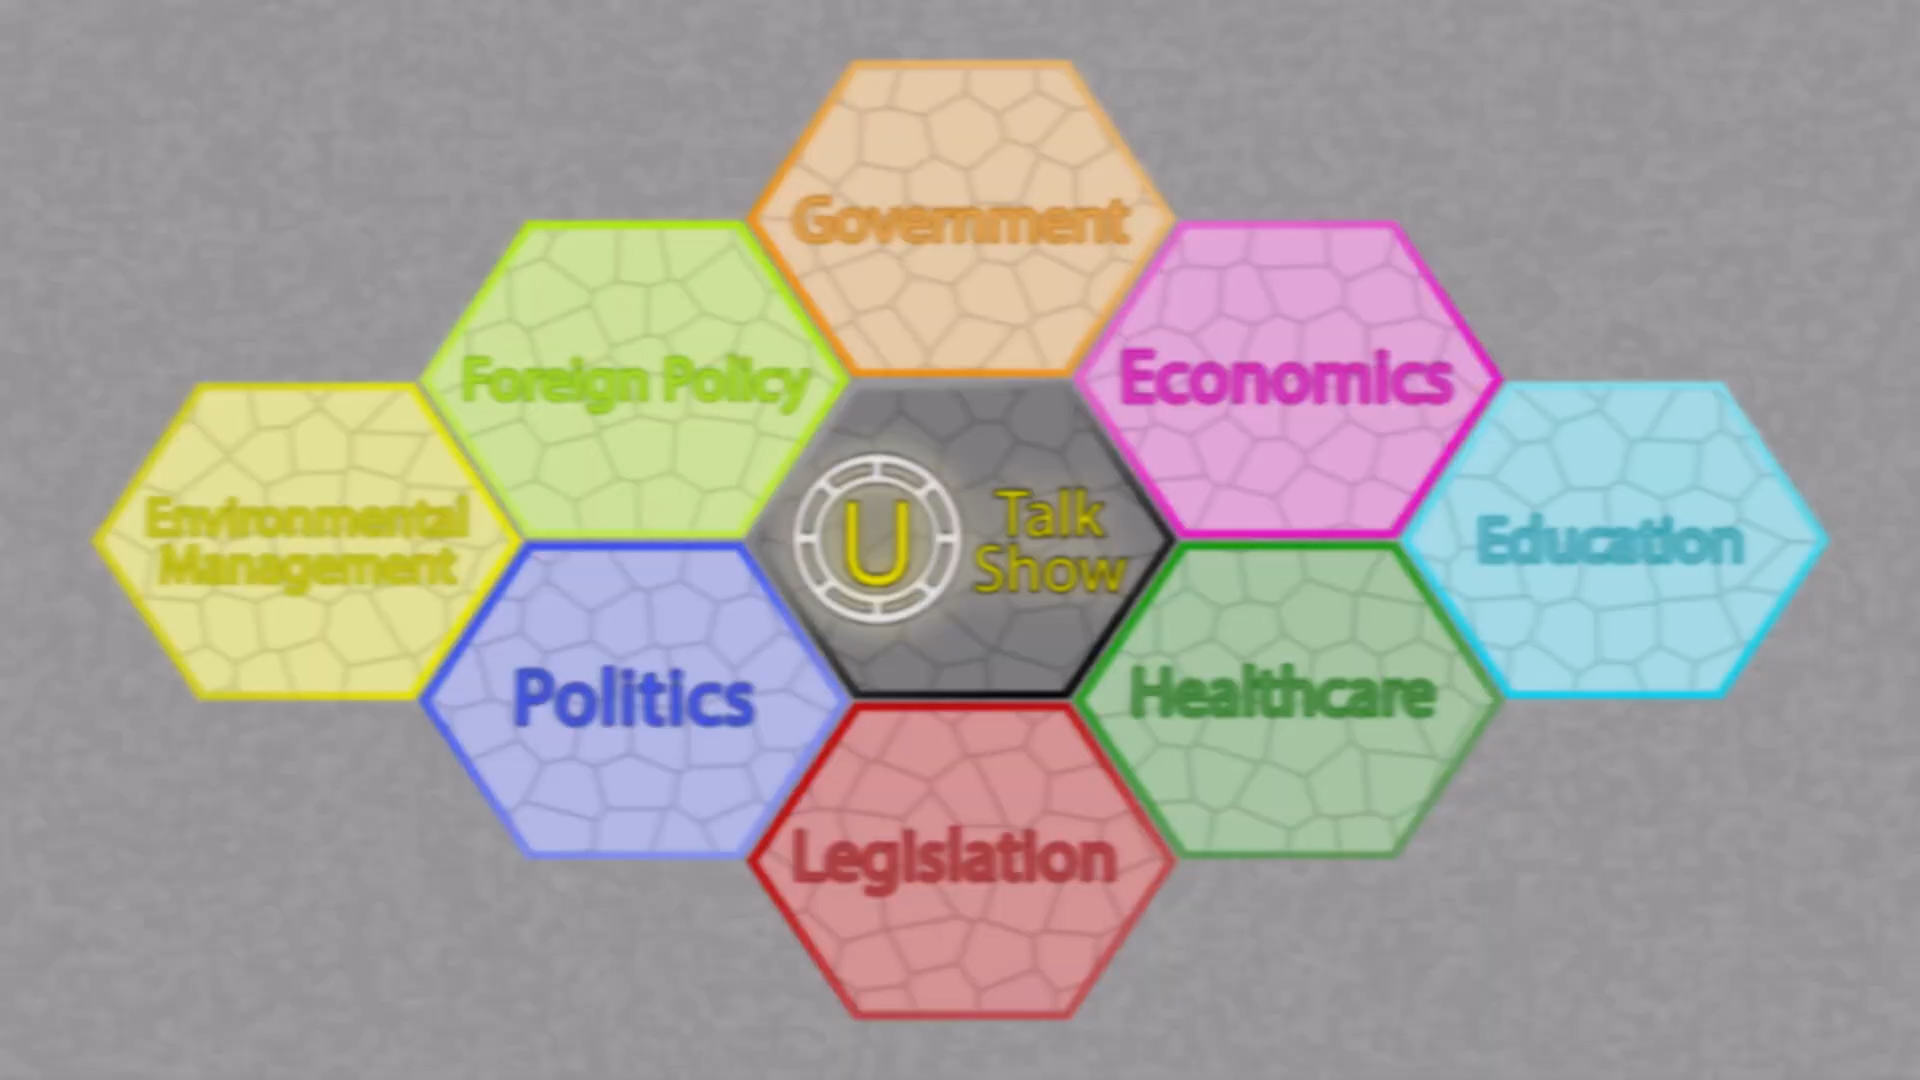 Government
Foreign Policy
Economics
Environmental
Management
U
Talk
Show
Education
Politics
Healthcare
Legislation